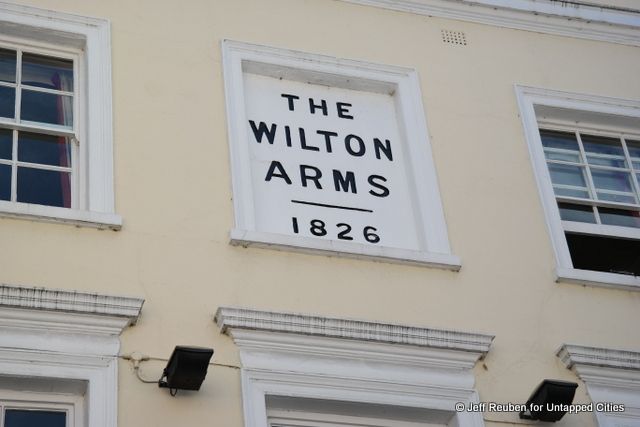 THE
WILTON
ARMS
1826
© Jeff Reuben for Untapped Cities